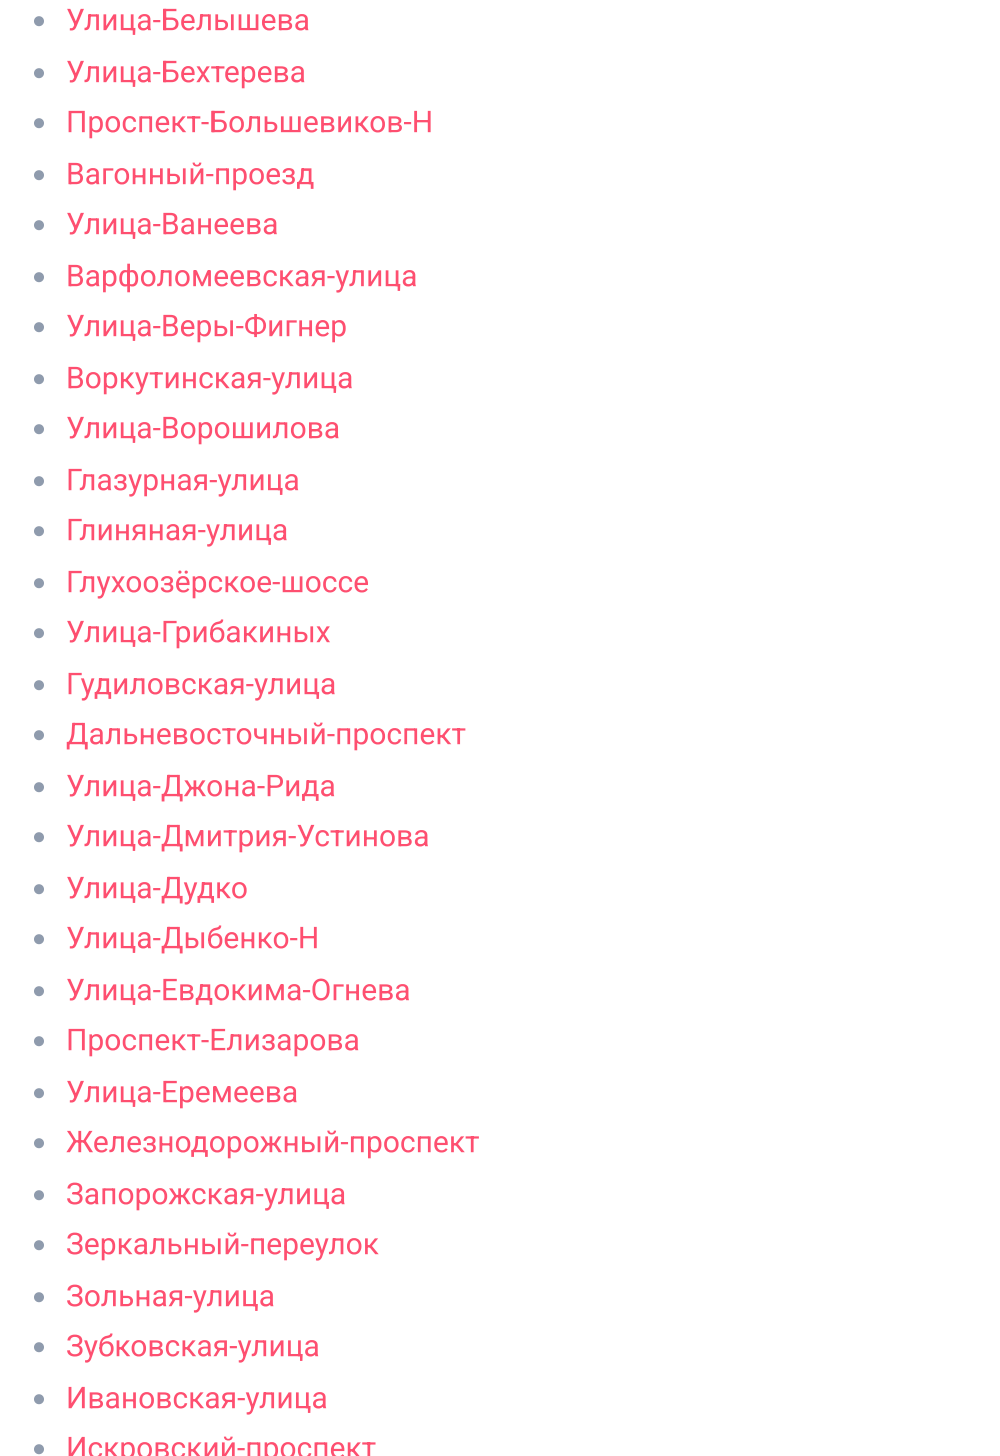 Улица-Белышева
Улица-Бехтерева
Проспект-Большевиков-Н
Вагонный-проезд
Улица-Ванеева
Варфоломеевская-улица
Улица-Веры-Фигнер
Воркутинская-улица
Улица-Ворошилова
Глазурная-улица
Глиняная-улица
Глухоозёрское-шоссе
Улица-Грибакиных
Гудиловская-улица
Дальневосточный-проспект
Улица-Джона-Рида
Улица-Дмитрия-Устинова
Улица-Дудко
Улица-Дыбенко-Н
Улица-Евдокима-Огнева
Проспект-Елизарова
Улица-Еремеева
Железнодорожный-проспект
Запорожская-улица
Зеркальный-переулок
Зольная-улица
Зубковская-улица
Ивановская-улица
Искровский-проспект